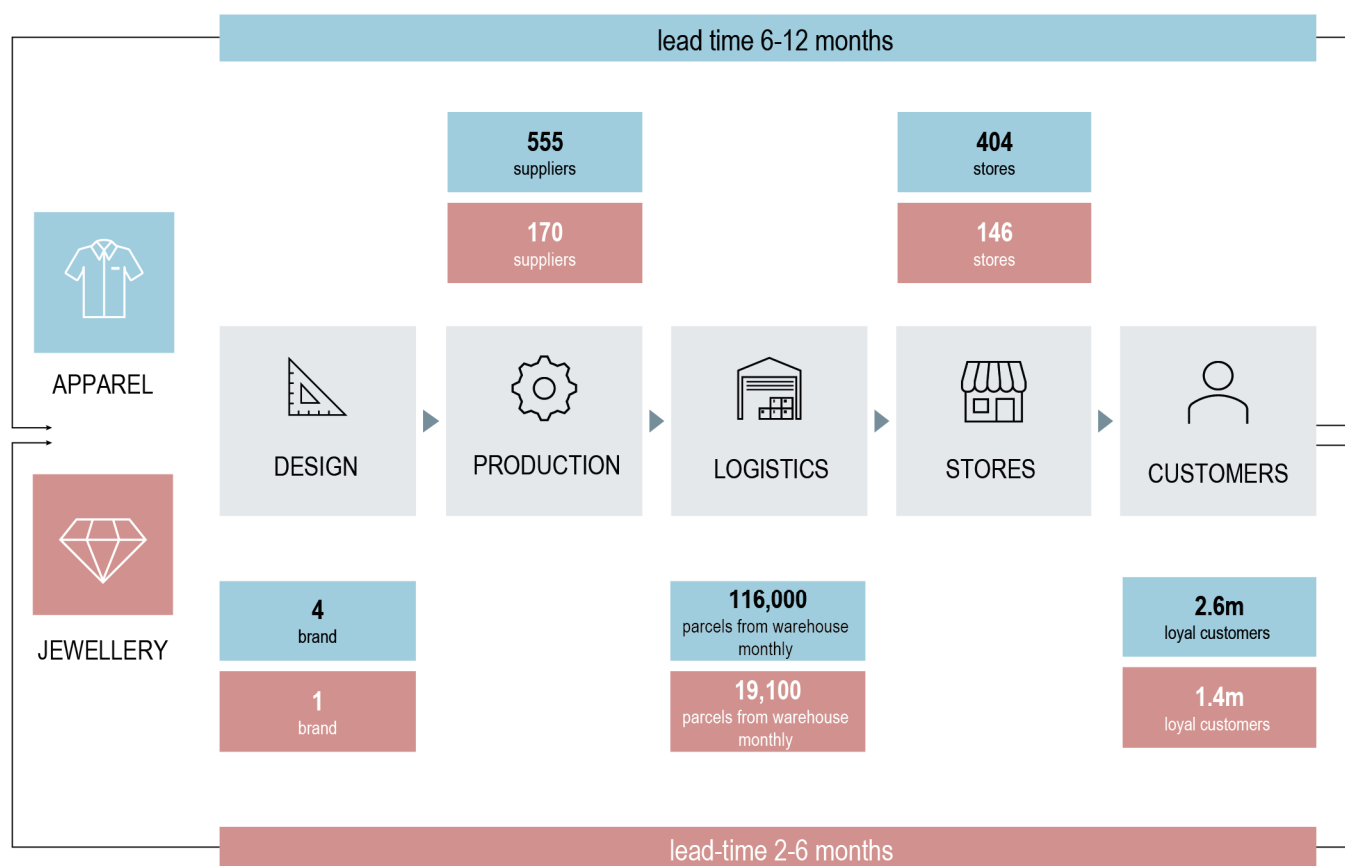 lead time 6-12 months
555
suppliers
404
stores
170
suppliers
146
stores
APPAREL
DESIGN
PRODUCTION
LOGISTICS
STORES
CUSTOMERS
JEWELLERY
4
brand
116,000
parcels from warehouse
monthly
2.6m
loyal customers
1
brand
19,100
parcels from warehouse
monthly
1.4m
loyal customers
lead-time 2-6 months